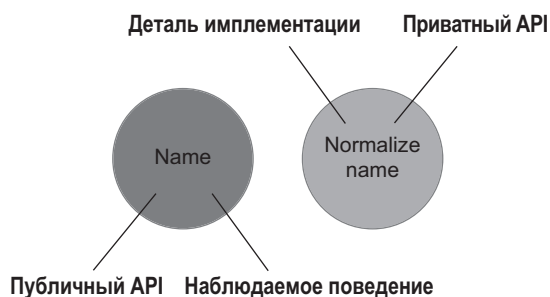 Деталь имплементации Приватный API
Name
Normalize
name
Публичный API Наблюдаемое поведение